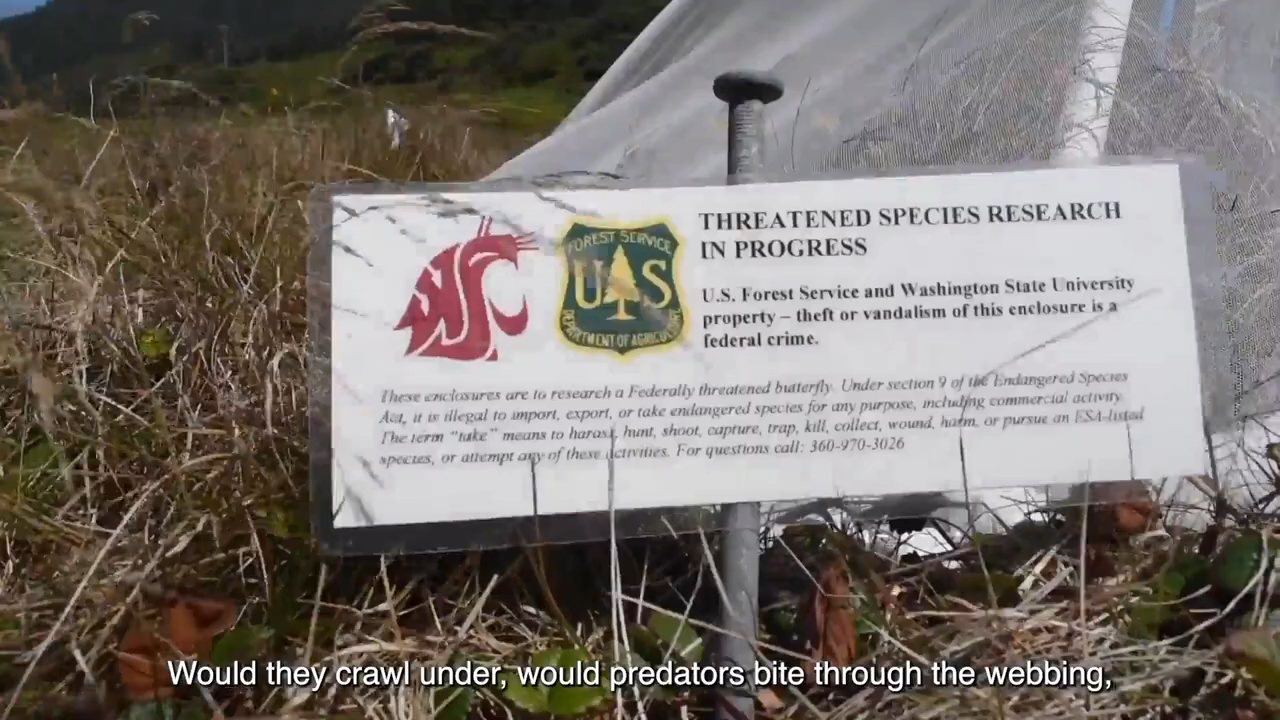 THREATENED SPECIES RESEARCH
IN PROGRESS
WSC
FOREST SERVICE
US
DEPARTMENT OF AGRICULTURE
U.S. Forest Service and Washington State University
property – theft or vandalism of this enclosure is a
federal crime.
These enclosures are to research a Federally threatened butterfly. Under section 9 of the Endangered Species
Act, it is illegal to import, export, or take endangered species for any purpose, including commercial activity.
The term “take” means to harass, hunt, shoot, capture, trap, kill, collect, wound, harm, or pursue an ESA-listed
species, or attempt any of these activities. For questions call: 360-970-3026
Would they crawl under, would predators bite through the webbing,